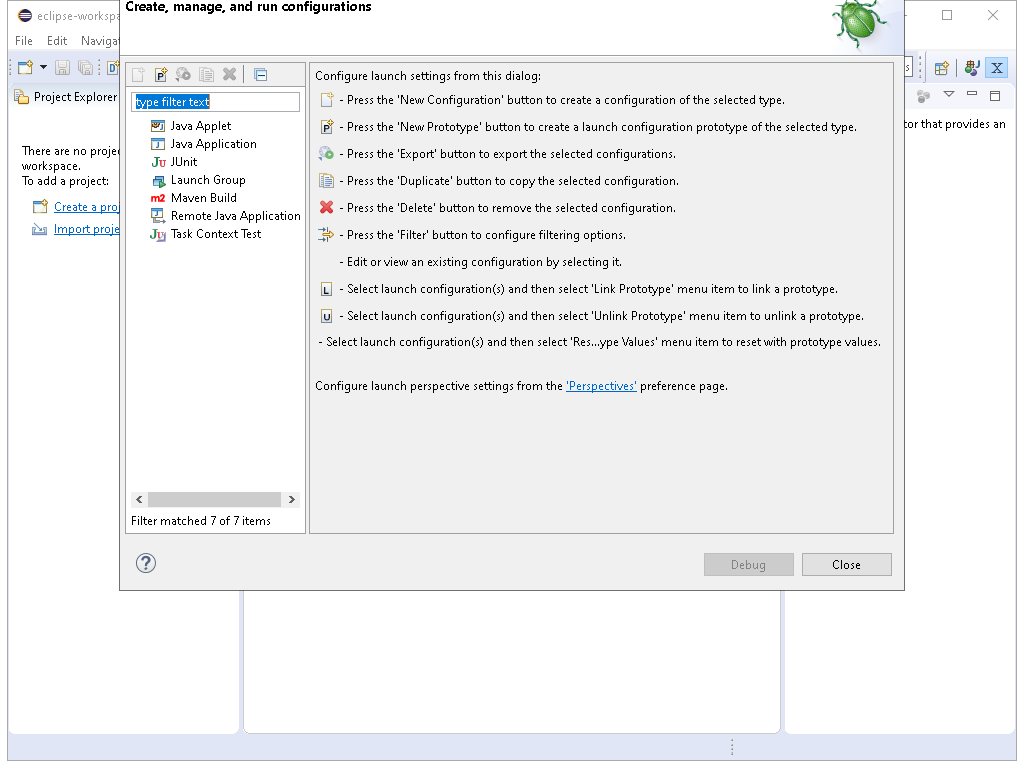 Create, manage, and run configurations
eclipse-workspa
File Edit Naviga
Project Explorer
There are no proje
workspace.
To add a project:
Create a proj
Import proje
type filter text
Java Applet
Java Application
JUnit
Launch Group
Maven Build
Remote Java Application
Task Context Test
Filter matched 7 of 7 items
Configure launch settings from this dialog:
- Press the 'New Configuration' button to create a configuration of the selected type.
- Press the 'New Prototype' button to create a launch configuration prototype of the selected type.
- Press the 'Export' button to export the selected configurations.
- Press the 'Duplicate' button to copy the selected configuration.
- Press the 'Delete' button to remove the selected configuration.
- Press the 'Filter' button to configure filtering options.
- Edit or view an existing configuration by selecting it.
- Select launch configuration(s) and then select 'Link Prototype' menu item to link a prototype.
- Select launch configuration(s) and then select 'Unlink Prototype' menu item to unlink a prototype.
- Select launch configuration(s) and then select 'Res...ype Values' menu item to reset with prototype values.
Configure launch perspective settings from the 'Perspectives' preference page.
tor that provides an
Debug
Close